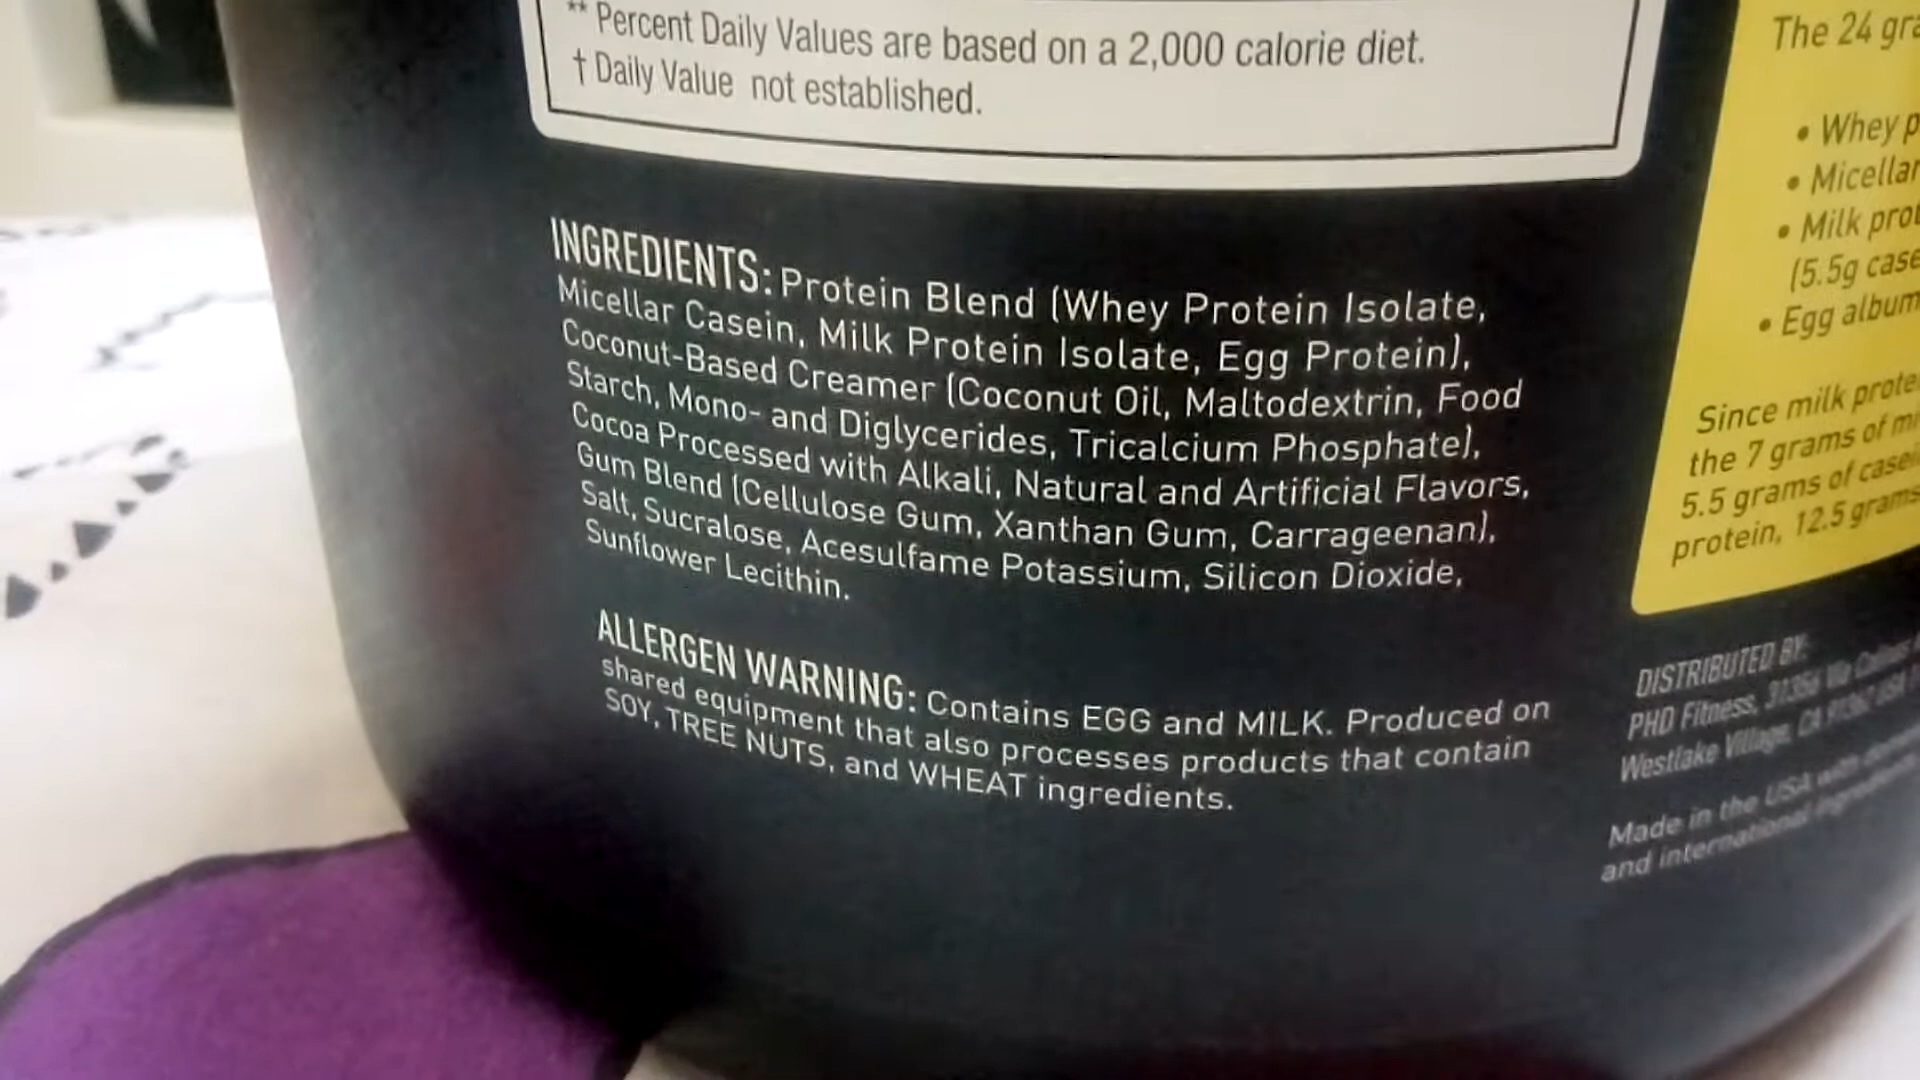 ** Percent Daily Values are based on a 2,000 calorie diet.
† Daily Value not established.
INGREDIENTS: Protein Blend (Whey Protein Isolate,
Micellar Casein, Milk Protein Isolate, Egg Protein),
Coconut-Based Creamer (Coconut Oil, Maltodextrin, Food
Starch, Mono- and Diglycerides, Tricalcium Phosphate),
Cocoa Processed with Alkali, Natural and Artificial Flavors,
Gum Blend (Cellulose Gum, Xanthan Gum, Carrageenan),
Salt, Sucralose, Acesulfame Potassium, Silicon Dioxide,
Sunflower Lecithin.
ALLERGEN WARNING: Contains EGG and MILK. Produced on
shared equipment that also processes products that contain
SOY, TREE NUTS, and WHEAT ingredients.
The 24 gra
• Whey p
• Micellar
• Milk prot
(5.5g case
• Egg album
Since milk prote
the 7 grams of mi
5.5 grams of casei
protein, 12.5 grams
DISTRIBUTED BY:
PHD Fitness, 31356 Via Colinas
Westlake Village, CA 91362 USA
Made in the USA with
and international